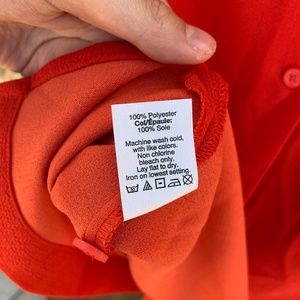 100% Polyester
Col/Épaule:
100% Soie
Machine wash cold,
with like colors.
Non chlorine
bleach only.
Lay flat to dry.
Iron on lowest setting.